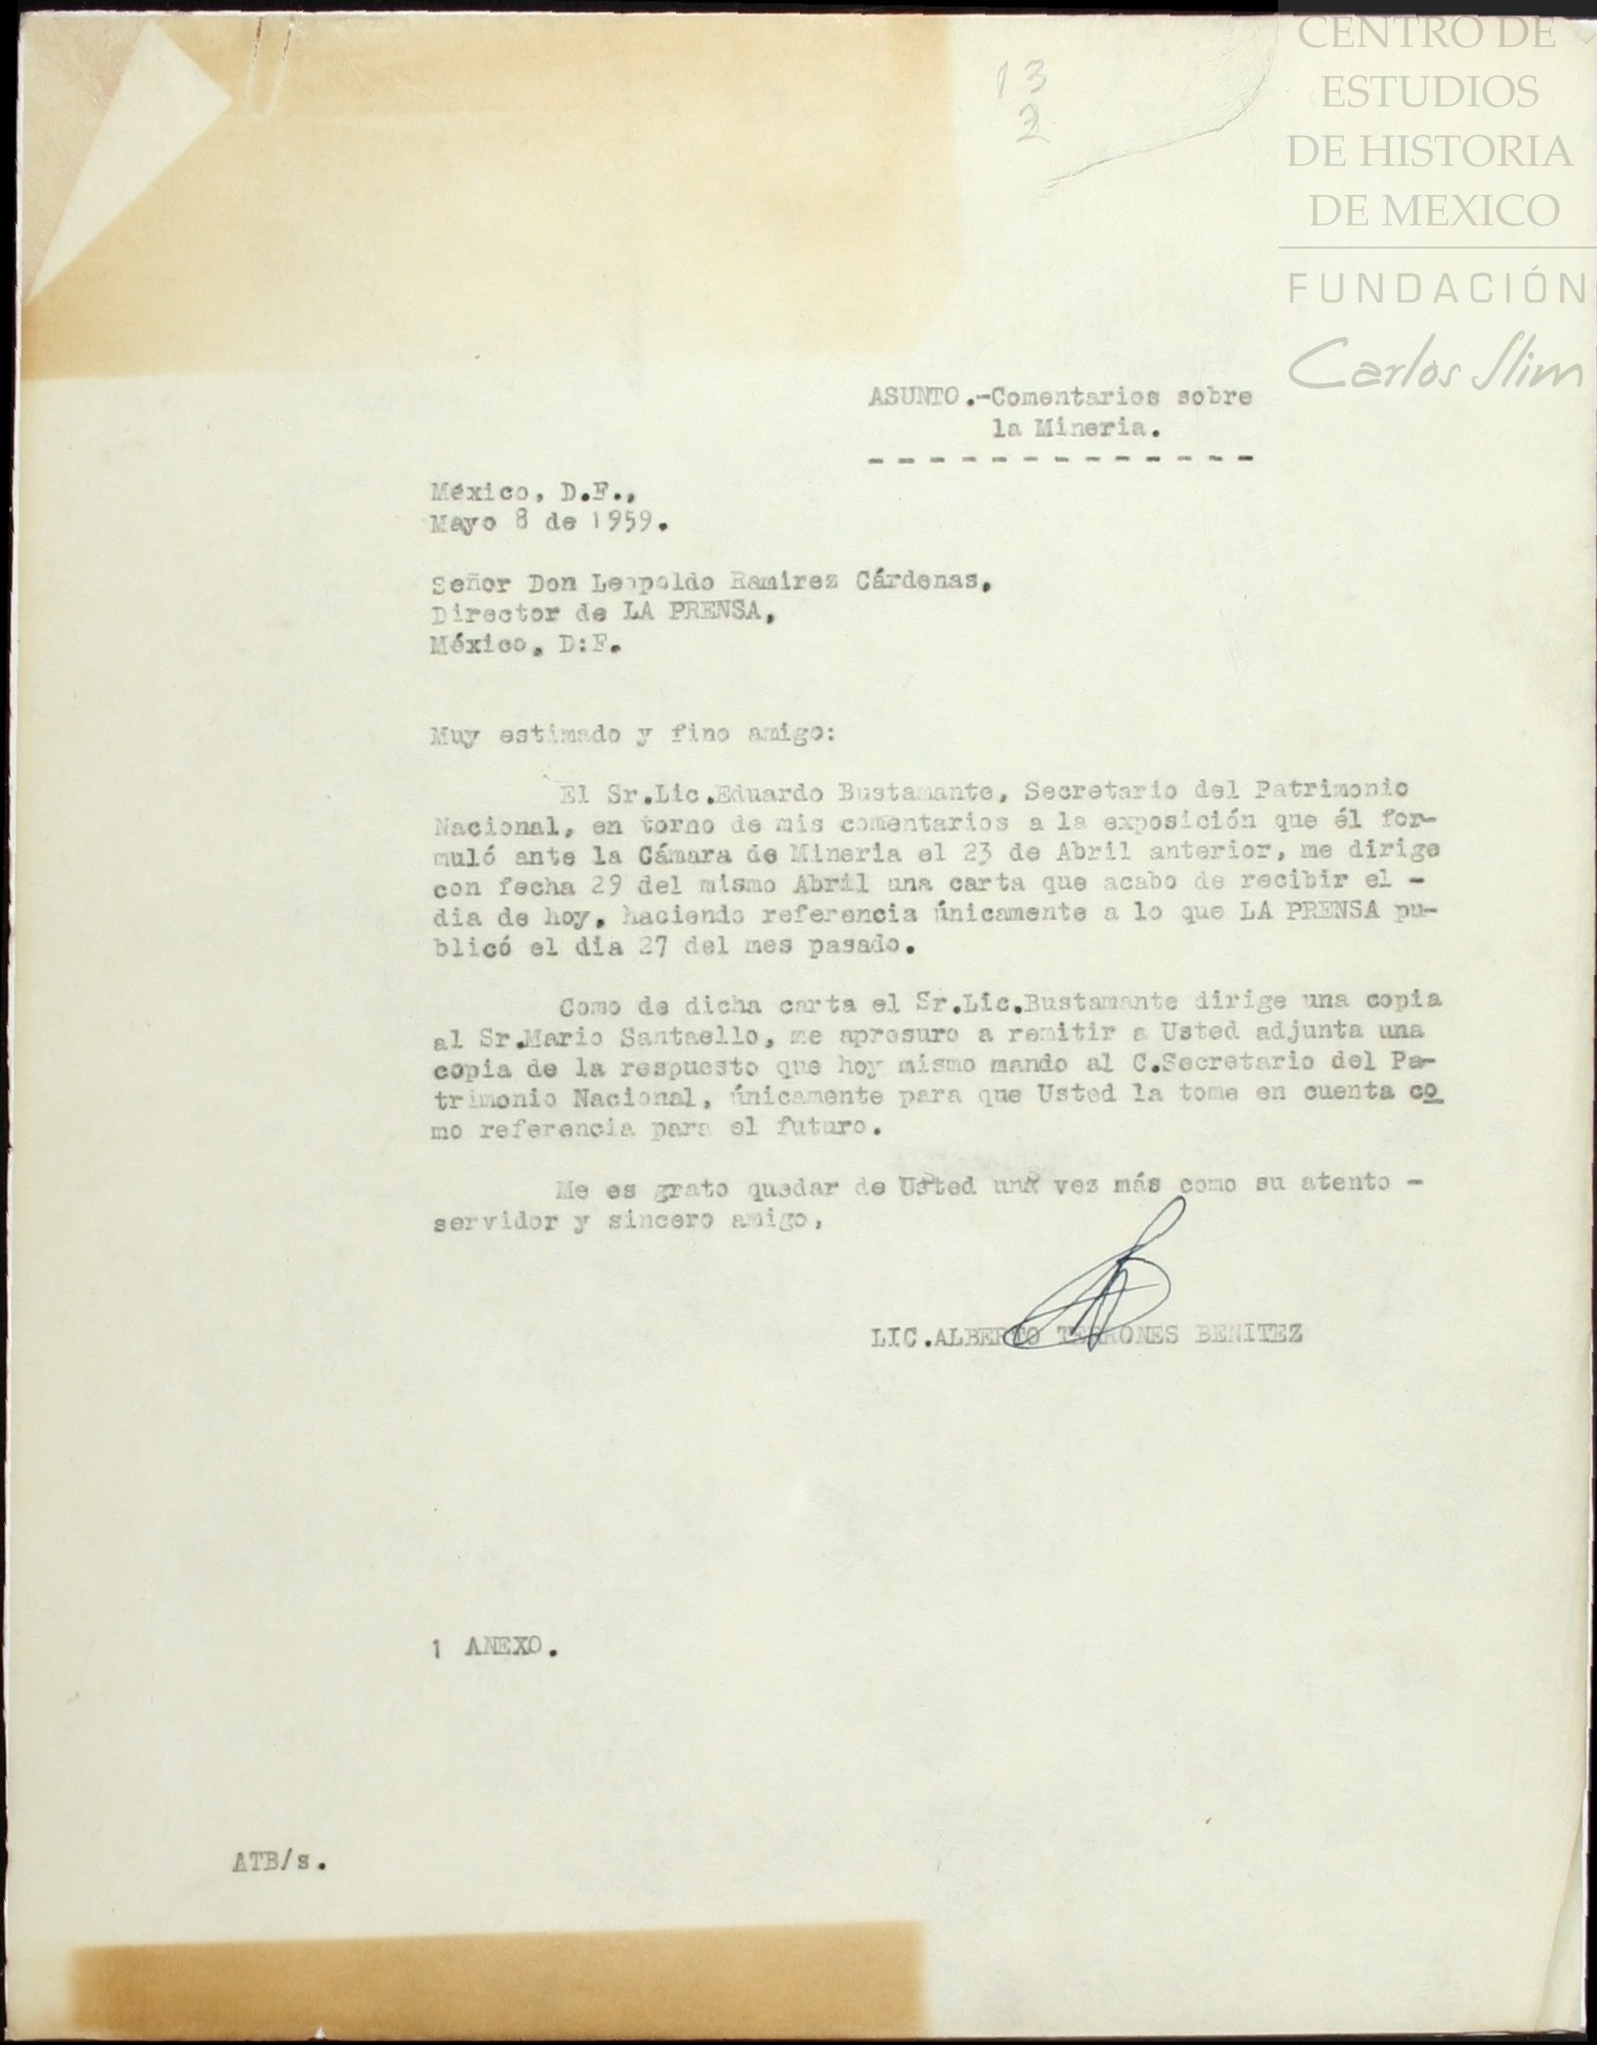 CENTRO DE
ESTUDIOS
DE HISTORIA
DE MEXICO
FUNDACIÓN
Carlos Slim
13
2
ASUNTO.-Comentarios sobre
la Mineria.
- - - - - - - - - - - - -
México, D.F.,
Mayo 8 de 1959.
Señor Don Leopoldo Ramirez Cárdenas,
Director de LA PRENSA,
México, D:F.
Muy estimado y fino amigo:
El Sr.Lic.Eduardo Bustamante, Secretario del Patrimonio
Nacional, en torno de mis comentarios a la exposición que él for-
muló ante la Cámara de Mineria el 23 de Abril anterior, me dirige
con fecha 29 del mismo Abril una carta que acabo de recibir el -
dia de hoy, haciendo referencia únicamente a lo que LA PRENSA pu-
blicó el dia 27 del mes pasado.
Como de dicha carta el Sr.Lic.Bustamante dirige una copia
al Sr.Mario Santaello, me apresuro a remitir a Usted adjunta una
copia de la respuesto que hoy mismo mando al C.Secretario del Pa-
trimonio Nacional, únicamente para que Usted la tome en cuenta co
mo referencia para el futuro.
Me es grato quedar de Usted una vez más como su atento -
servidor y sincero amigo,
LIC.ALBERTO TERRONES BENITEZ
1 ANEXO.
ATB/s.